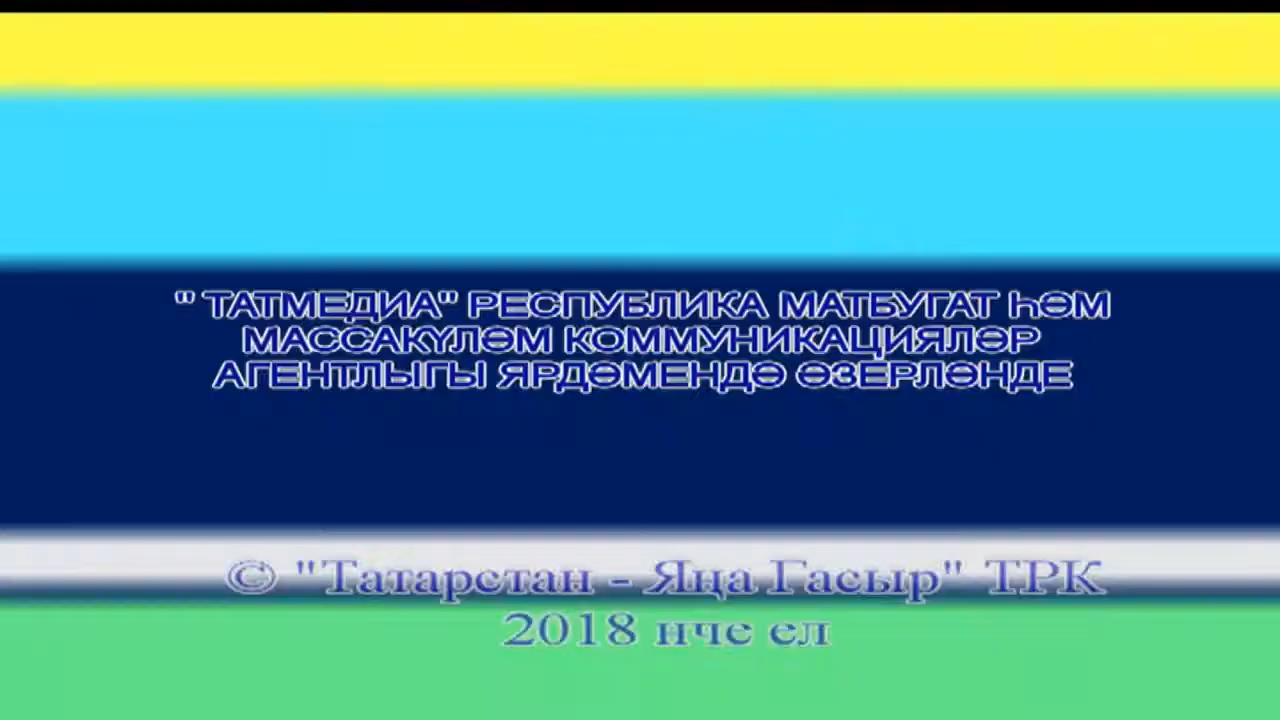 " ТАТМЕДИА" РЕСПУБЛИКА МАТБУГАТ ҺӘМ
МАССАКҮЛӘМ КОММУНИКАЦИЯЛӘР
АГЕНТЛЫГЫ ЯРДӘМЕНДӘ ӘЗЕРЛӘНДЕ
© "Татарстан - Яңа Гасыр" ТРК
2018 нче ел